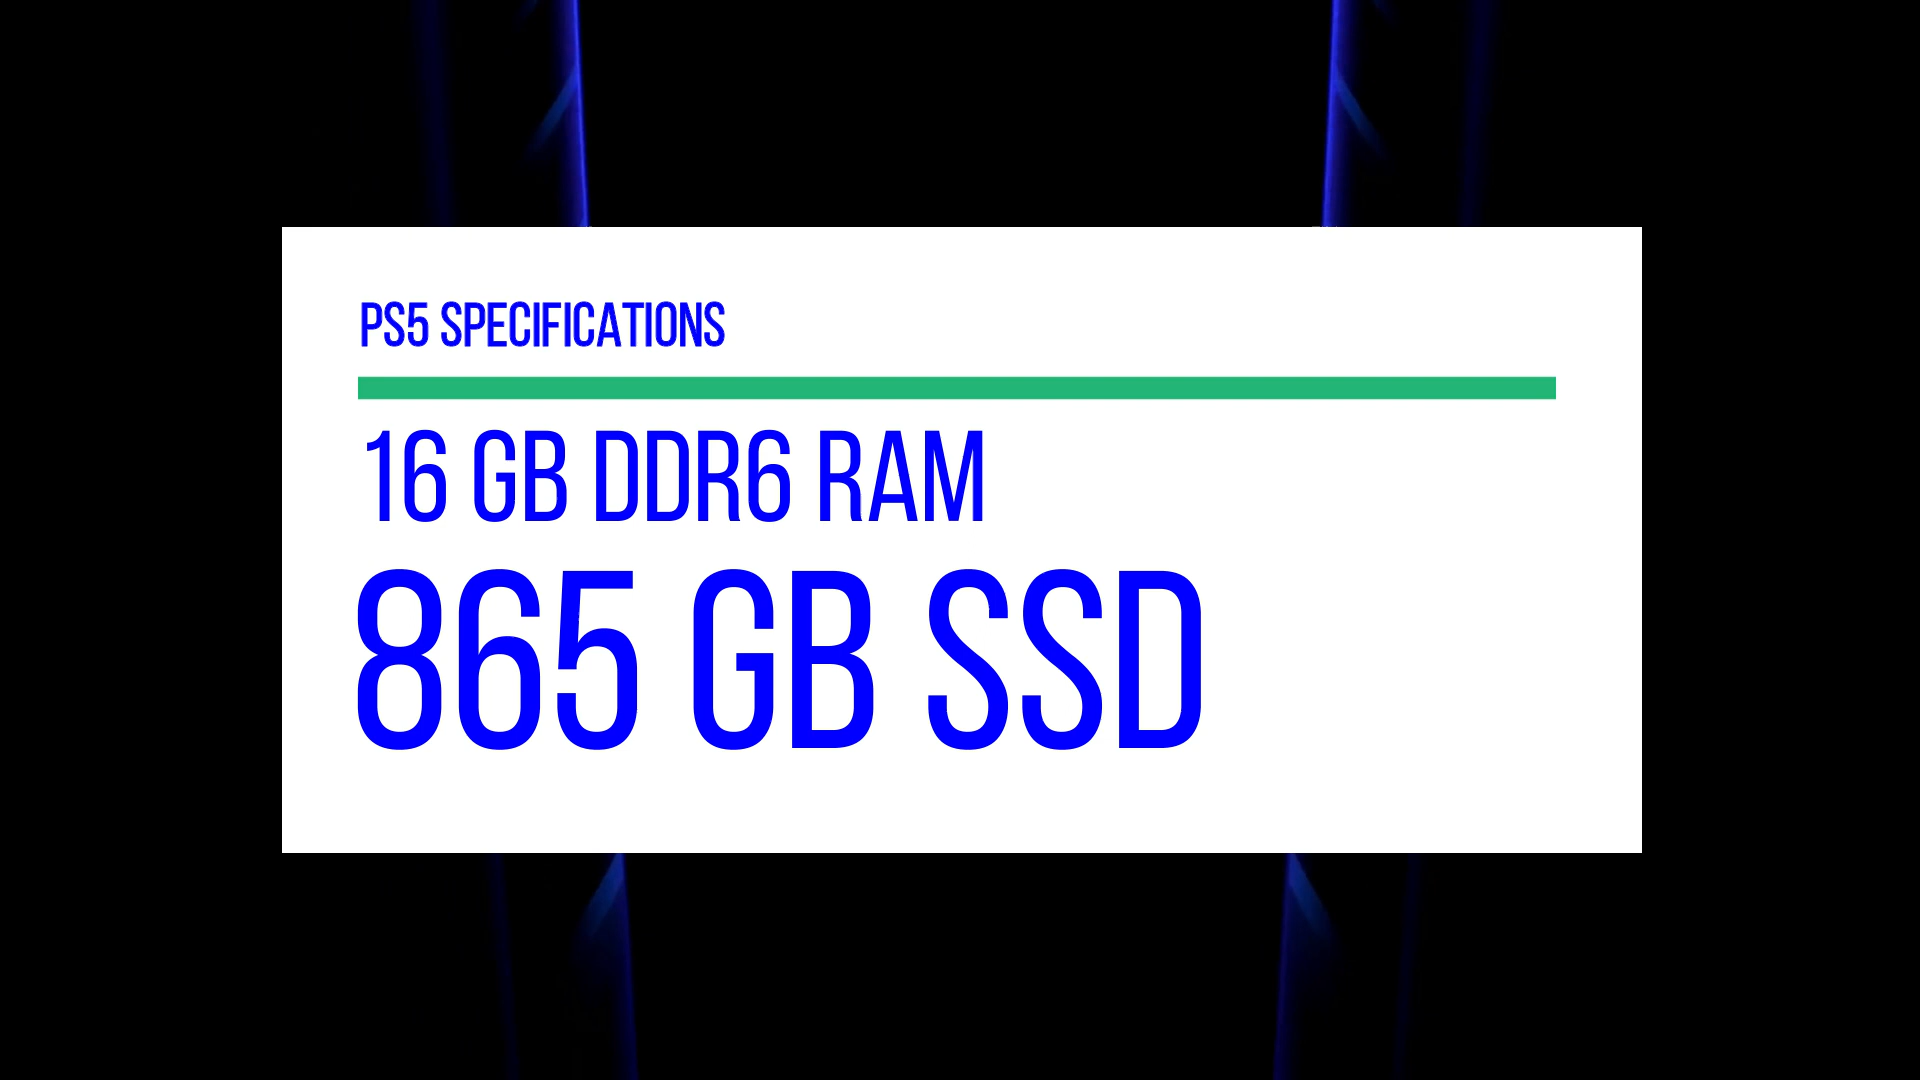 PS5 SPECIFICATIONS
16 GB DDR6 RAM
865 GB SSD